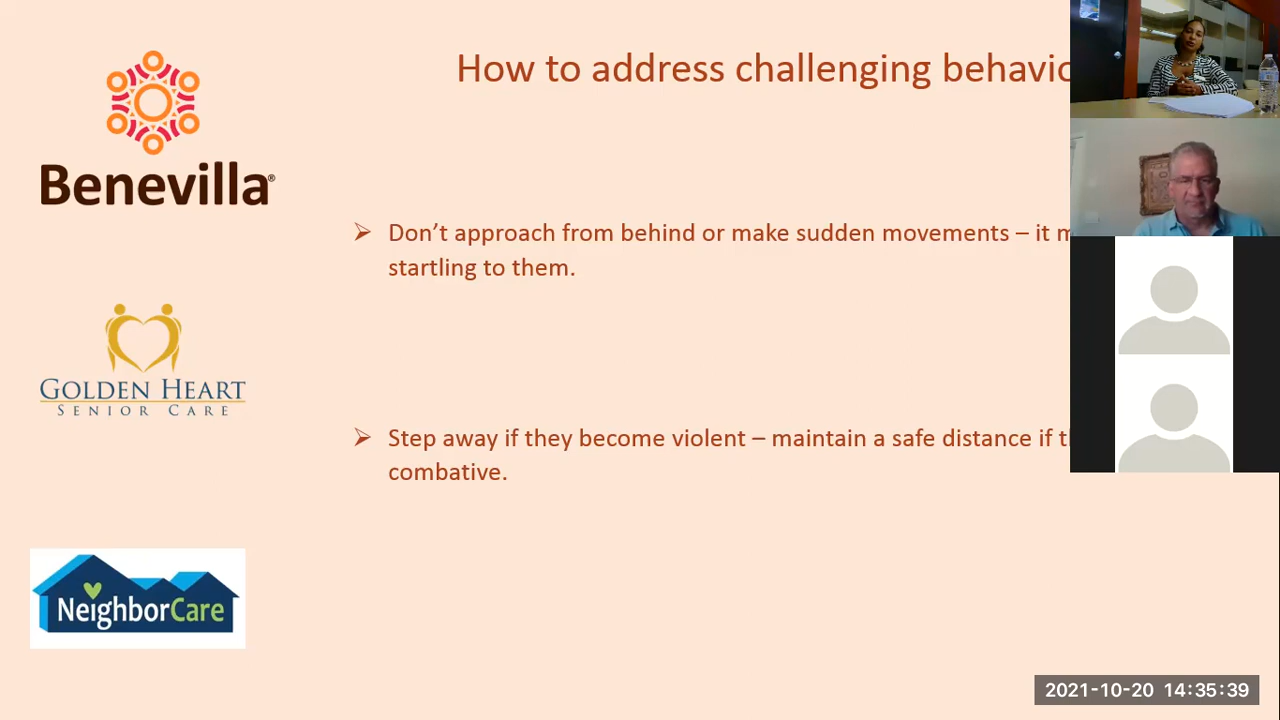 How to address challenging
Benevilla®
Don’t approach from behind or make sudden movements – it
startling to them.
GOLDEN HEART
SENIOR CARE
Step away if they become violent – maintain a safe distance if
combative.
NeighborCare
2021-10-20 14:35:39